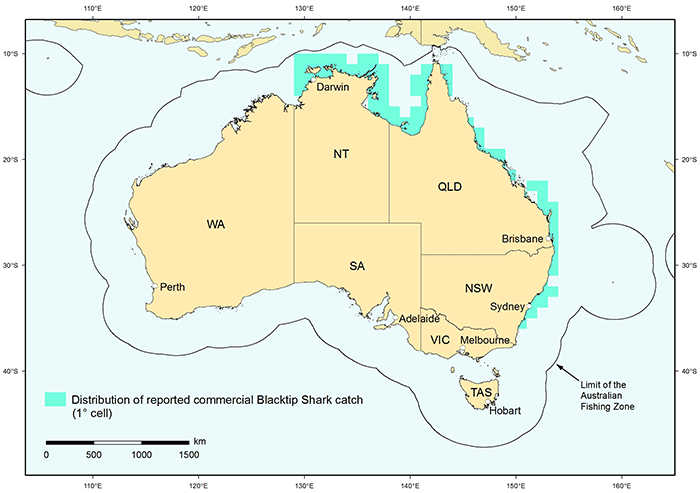 110°E 120°E 130°E 140°E 150°E 160°E
10°S 10°S
Darwin
NT
20°S 20°S
QLD
WA
Brisbane
SA
30°S 30°S
NSW
Perth
Sydney
Adelaide
VIC
Melbourne
40°S 40°S
TAS
Hobart
Limit of the
Australian
Fishing Zone
Distribution of reported commercial Blacktip Shark catch
(1° cell)
km
0 500 1000 1500
110°E 120°E 130°E 140°E 150°E 160°E